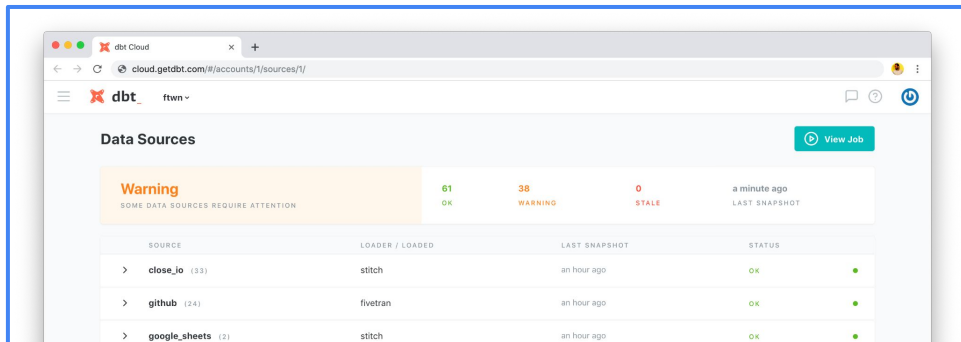 dbt Cloud
cloud.getdbt.com/#/accounts/1/sources/1/
dbt_ ftwn
Data Sources
View Job
Warning
SOME DATA SOURCES REQUIRE ATTENTION
61 38 0 a minute ago
OK WARNING STALE LAST SNAPSHOT
SOURCE LOADER / LOADED LAST SNAPSHOT STATUS
close_io (33) stitch an hour ago OK
github (24) fivetran an hour ago OK
google_sheets (2) stitch an hour ago OK